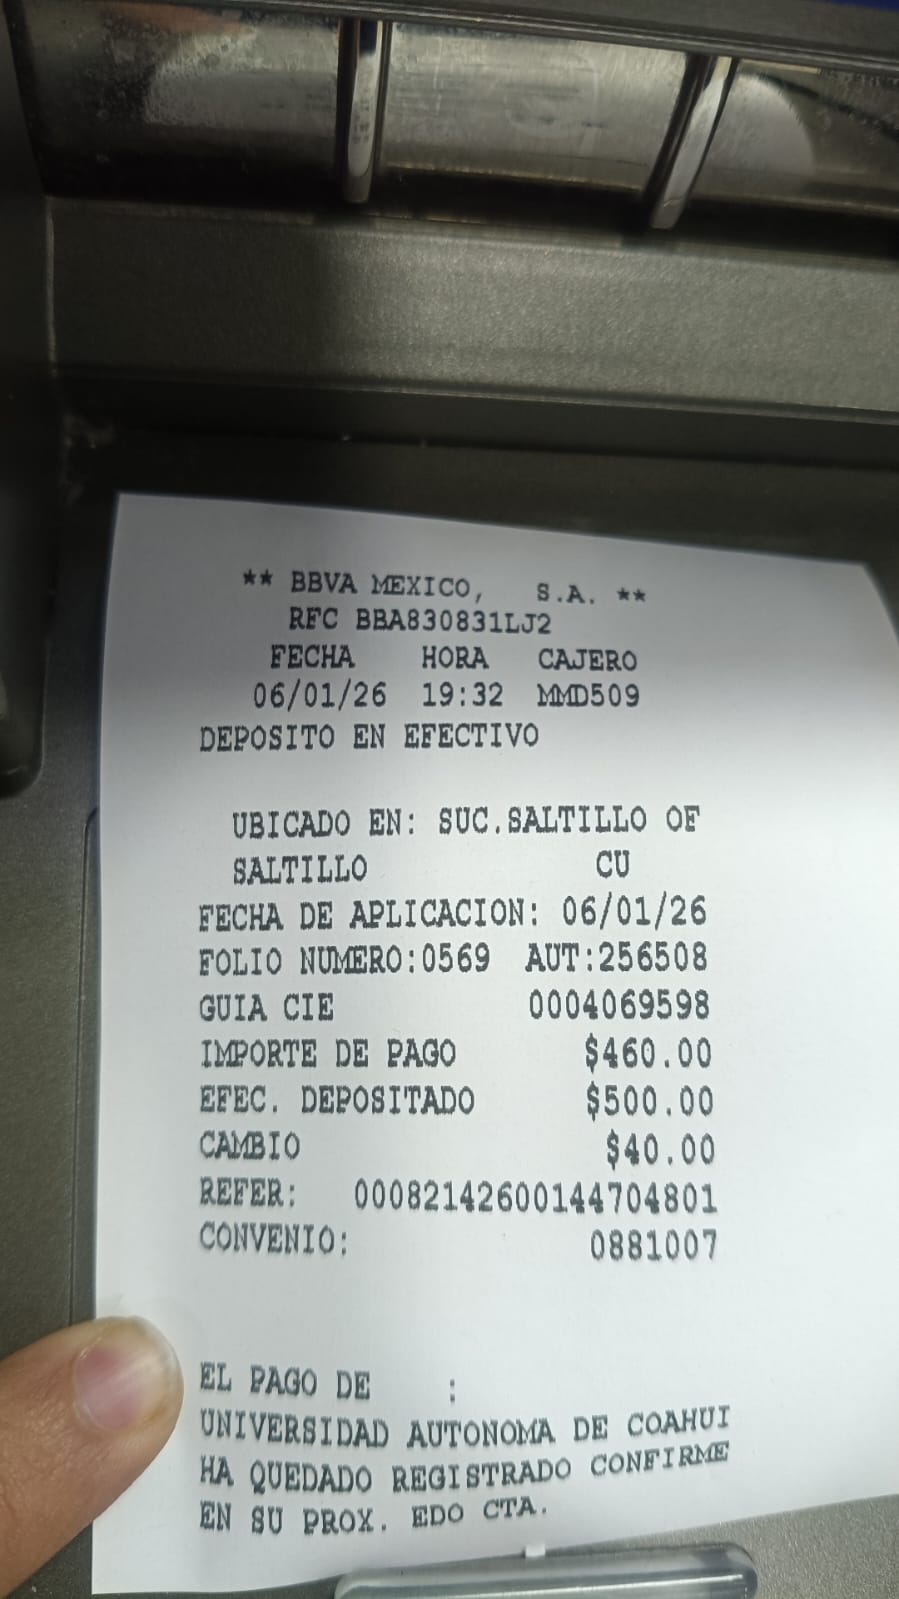 ** BBVA MEXICO, S.A. **
RFC BBA830831LJ2
FECHA HORA CAJERO
06/01/26 19:32 MMD509
DEPOSITO EN EFECTIVO
UBICADO EN: SUC.SALTILLO OF
SALTILLO CU
FECHA DE APLICACION: 06/01/26
FOLIO NUMERO:0569 AUT:256508
GUIA CIE 0004069598
IMPORTE DE PAGO $460.00
EFEC. DEPOSITADO $500.00
CAMBIO $40.00
REFER: 00082142600144704801
CONVENIO: 0881007
EL PAGO DE :
UNIVERSIDAD AUTONOMA DE COAHUI
HA QUEDADO REGISTRADO CONFIRME
EN SU PROX. EDO CTA.